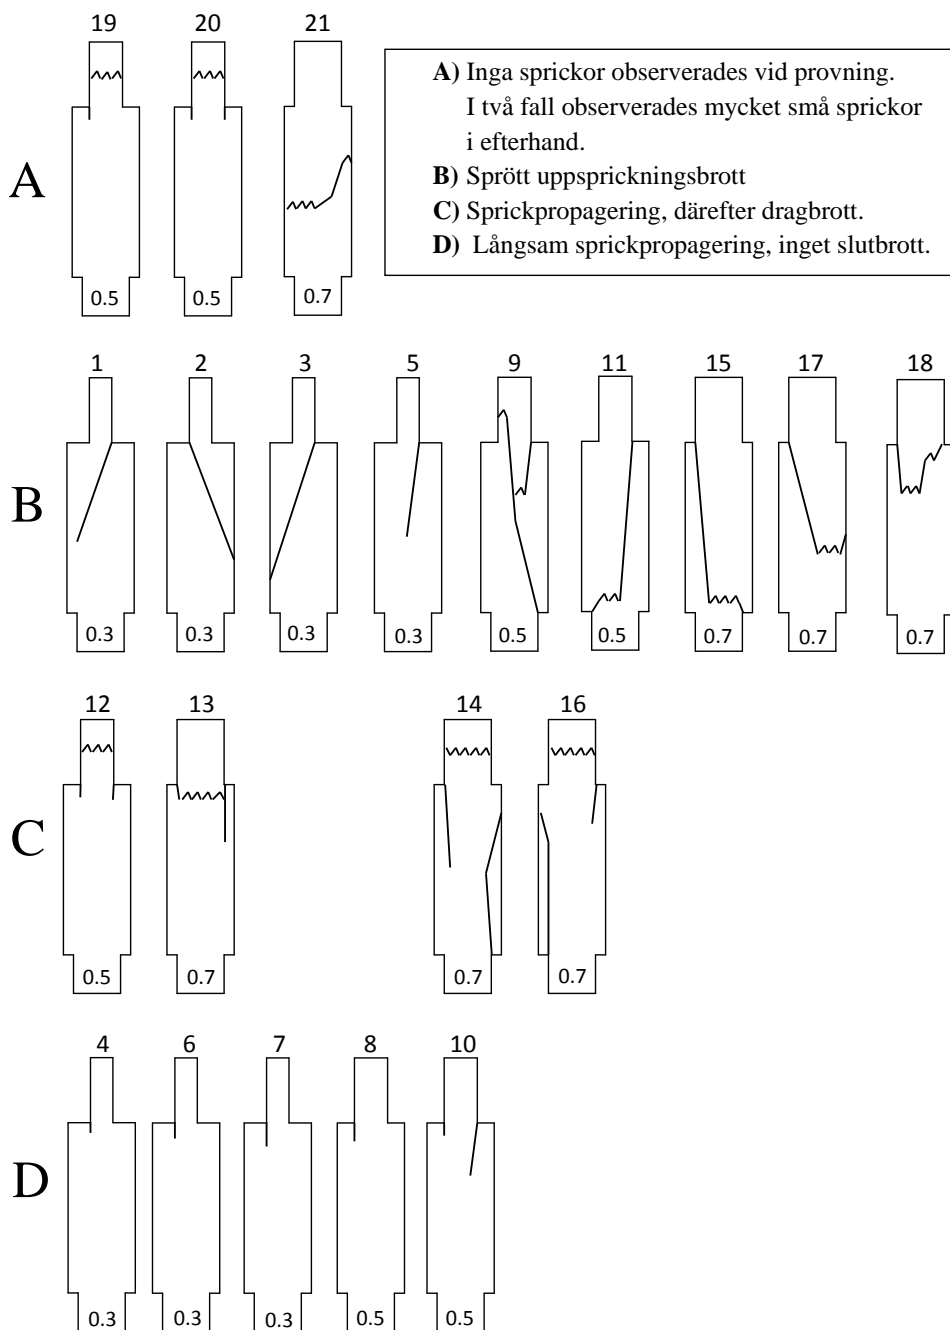 19 20 21
A) Inga sprickor observerades vid provning.
I två fall observerades mycket små sprickor
i efterhand.
B) Sprött uppsprickningsbrott
C) Sprickpropagering, därefter dragbrott.
D) Långsam sprickpropagering, inget slutbrott.
A
0.5 0.5 0.7
1 2 3 5 9 11 15 17 18
B
0.3 0.3 0.3 0.3 0.5 0.5 0.7 0.7 0.7
12 13 14 16
C
0.5 0.7 0.7 0.7
4 6 7 8 10
D
0.3 0.3 0.3 0.5 0.5